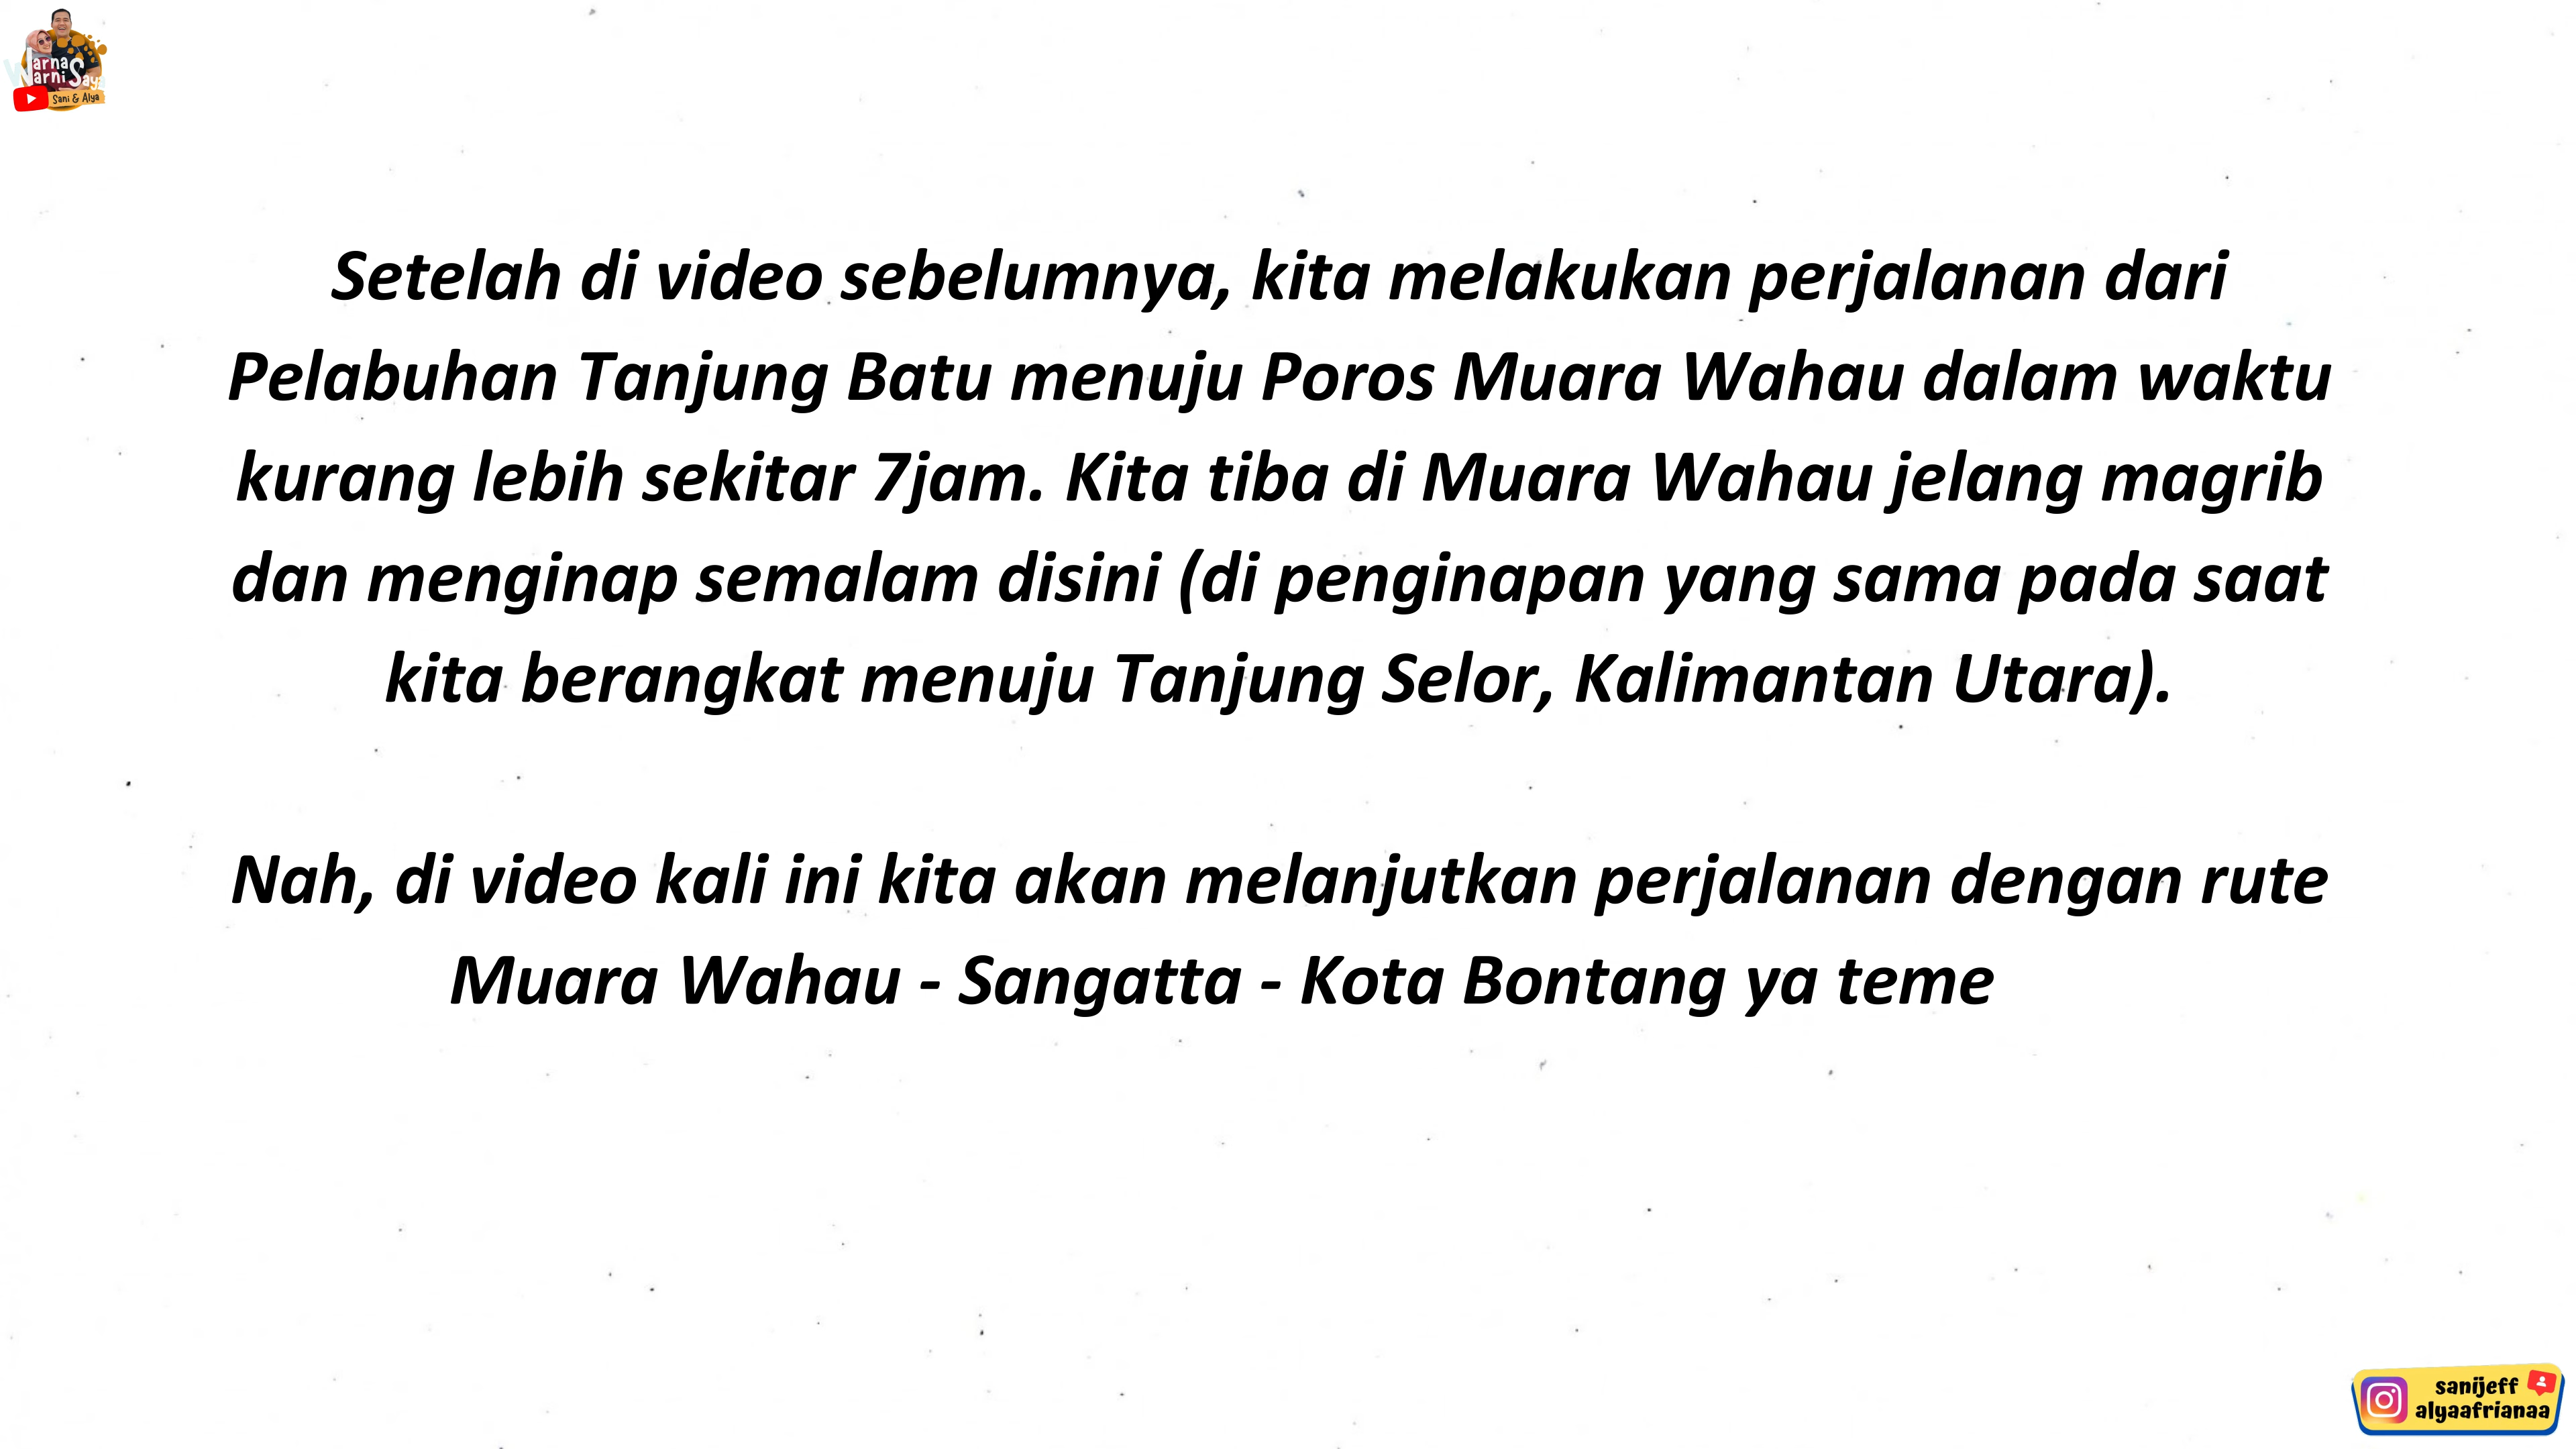 Warna
Warni Saya
Sani & Alya
Setelah di video sebelumnya, kita melakukan perjalanan dari
Pelabuhan Tanjung Batu menuju Poros Muara Wahau dalam waktu
kurang lebih sekitar 7jam. Kita tiba di Muara Wahau jelang magrib
dan menginap semalam disini (di penginapan yang sama pada saat
kita berangkat menuju Tanjung Selor, Kalimantan Utara).
Nah, di video kali ini kita akan melanjutkan perjalanan dengan rute
Muara Wahau - Sangatta - Kota Bontang ya teme
sanijeff
alyaafrianaa